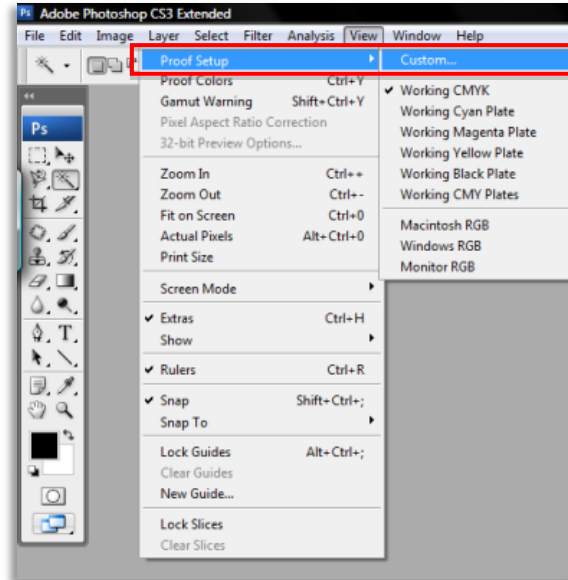 Ps Adobe Photoshop CS3 Extended
File Edit Image Layer Select Filter Analysis View Window Help
Proof Setup
Proof Colors Ctrl+Y
Gamut Warning Shift+Ctrl+Y
Pixel Aspect Ratio Correction
32-bit Preview Options...
Zoom In Ctrl++
Zoom Out Ctrl+-
Fit on Screen Ctrl+0
Actual Pixels Alt+Ctrl+0
Print Size
Screen Mode
Extras Ctrl+H
Show
Rulers Ctrl+R
Snap Shift+Ctrl+;
Snap To
Lock Guides Alt+Ctrl+;
Clear Guides
New Guide...
Lock Slices
Clear Slices
Custom...
Working CMYK
Working Cyan Plate
Working Magenta Plate
Working Yellow Plate
Working Black Plate
Working CMY Plates
Macintosh RGB
Windows RGB
Monitor RGB
Ps
T